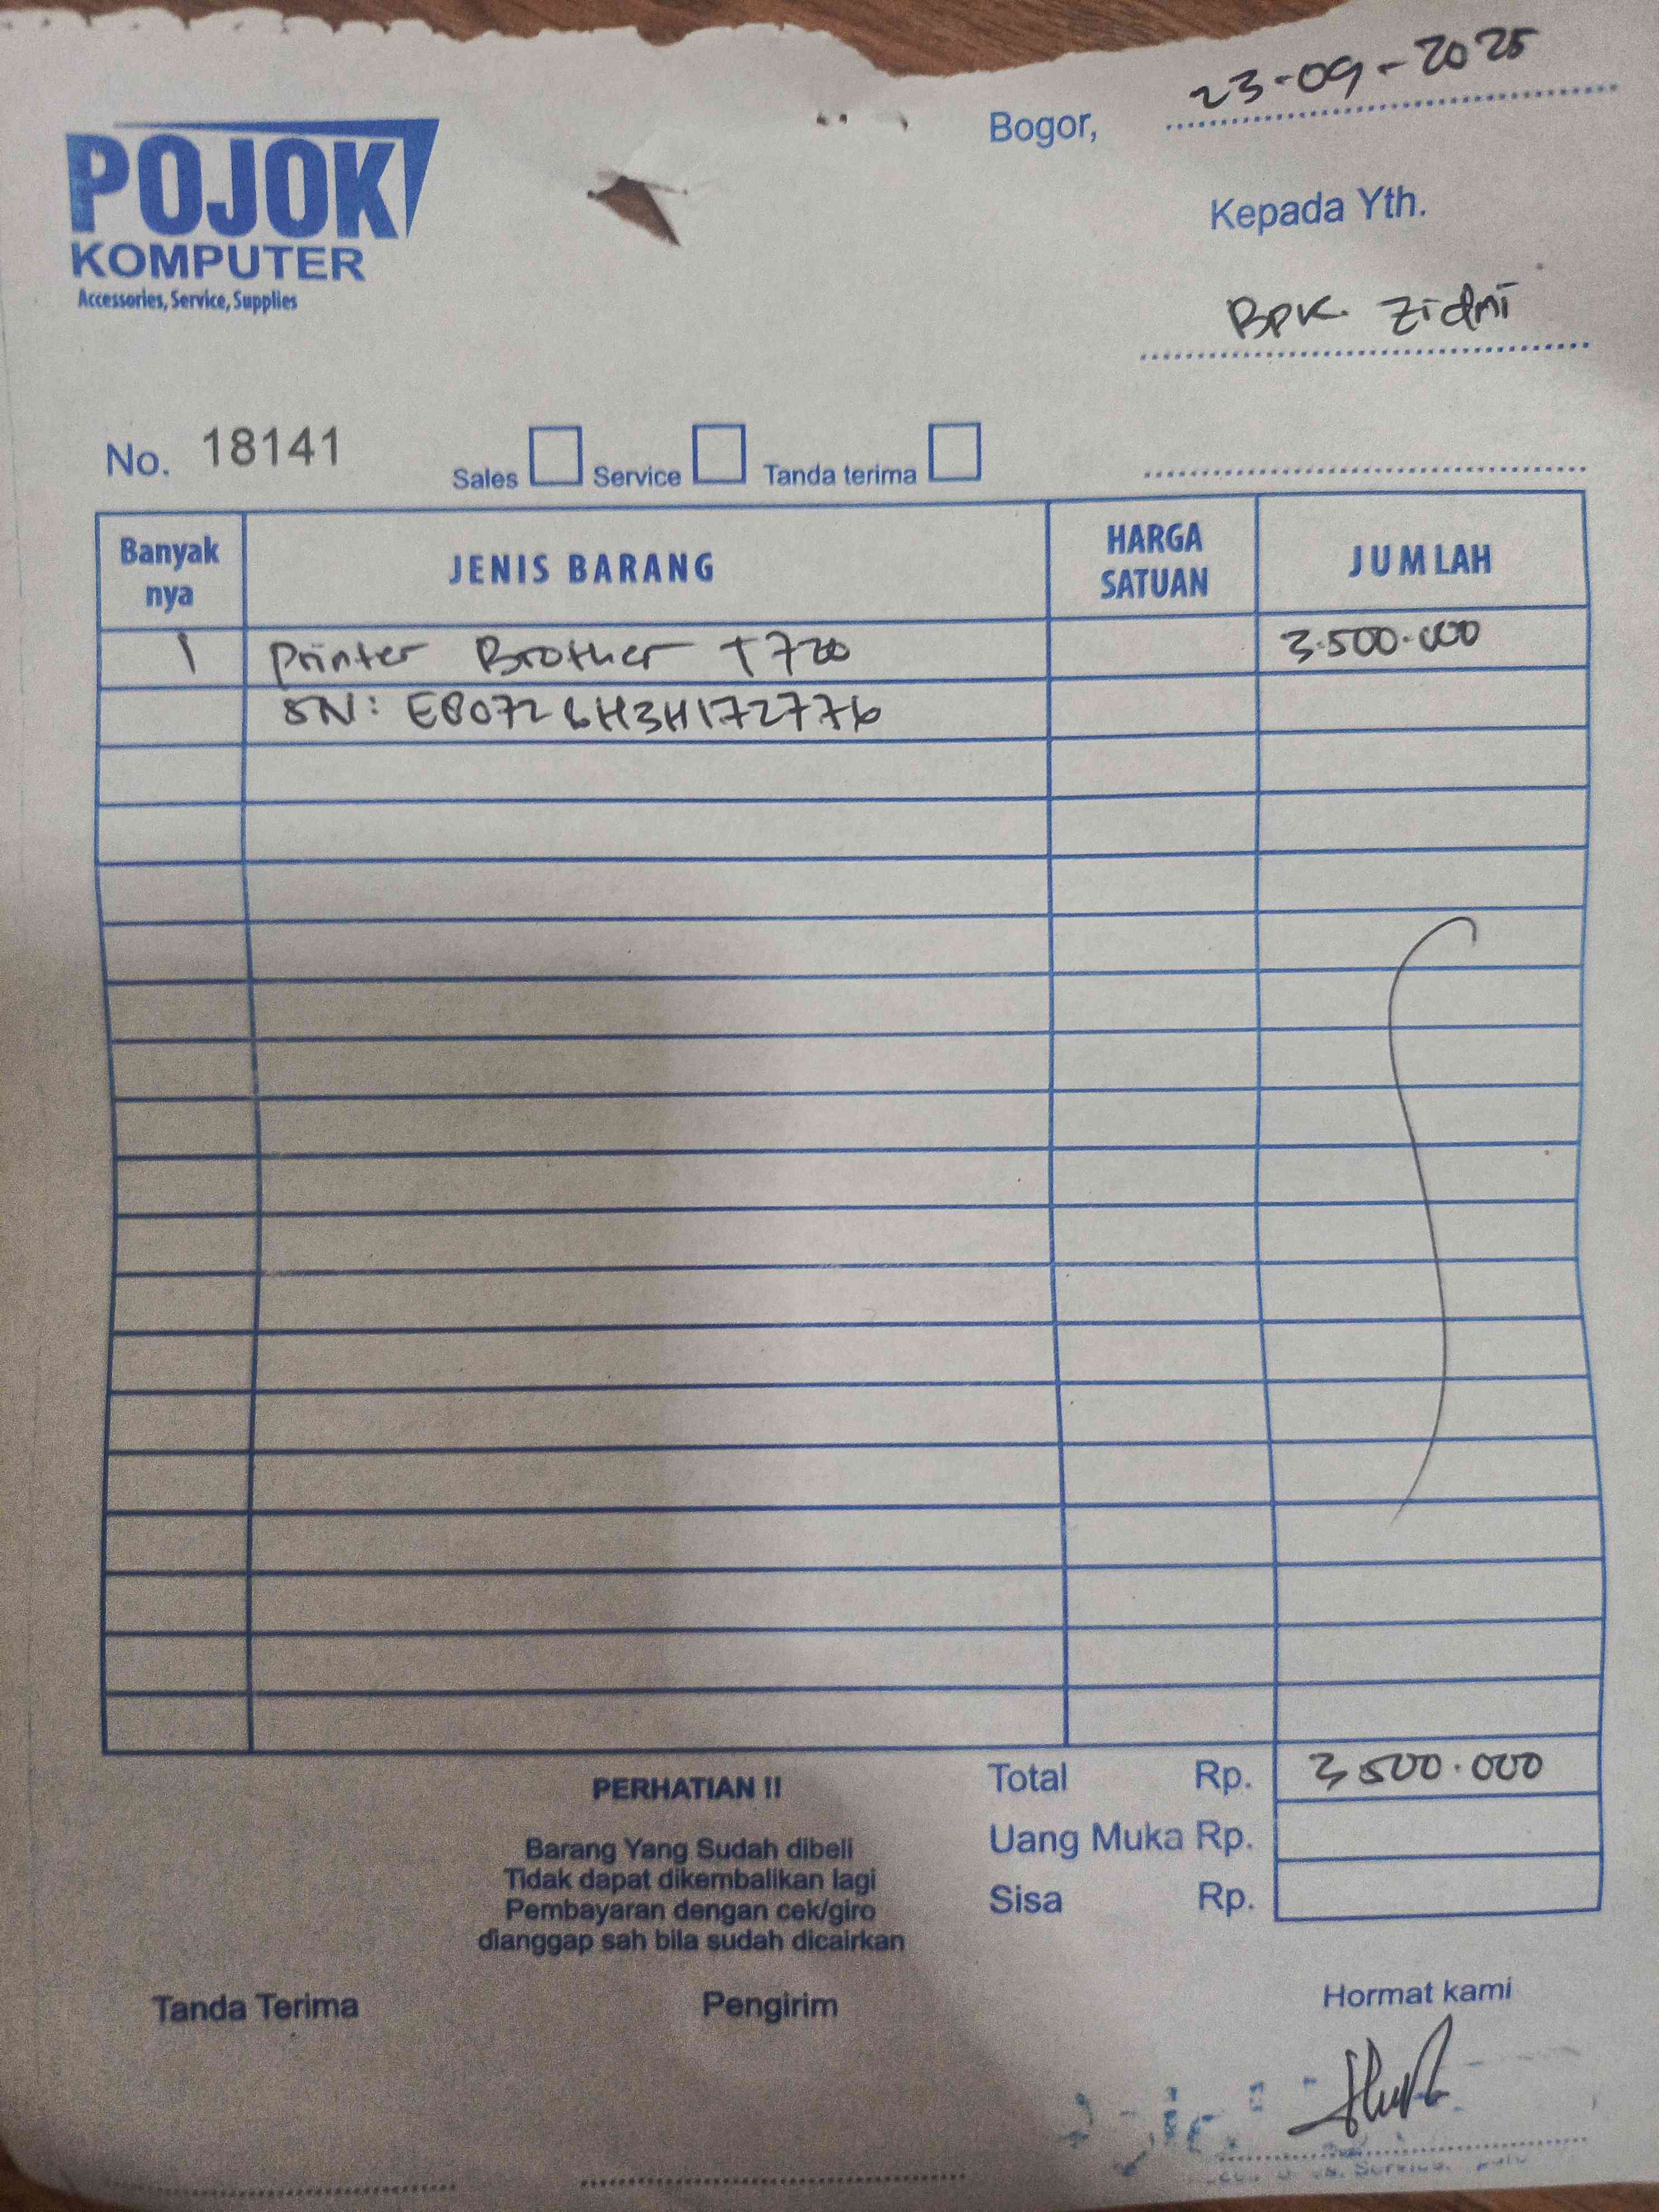 Bogor, 23-09-2025
POJOK
KOMPUTER
Accessories, Service, Supplies
Kepada Yth.
BPK. Zidni
No. 18141
Sales Service Tanda terima
Banyak nya JENIS BARANG HARGA SATUAN JUMLAH
1 Printer Brother T720 3.500.000
SN: E80726H3H172776
Total Rp. 3.500.000
Uang Muka Rp.
Sisa Rp.
PERHATIAN !!
Barang Yang Sudah dibeli
Tidak dapat dikembalikan lagi
Pembayaran dengan cek/giro
dianggap sah bila sudah dicairkan
Tanda Terima Pengirim Hormat kami